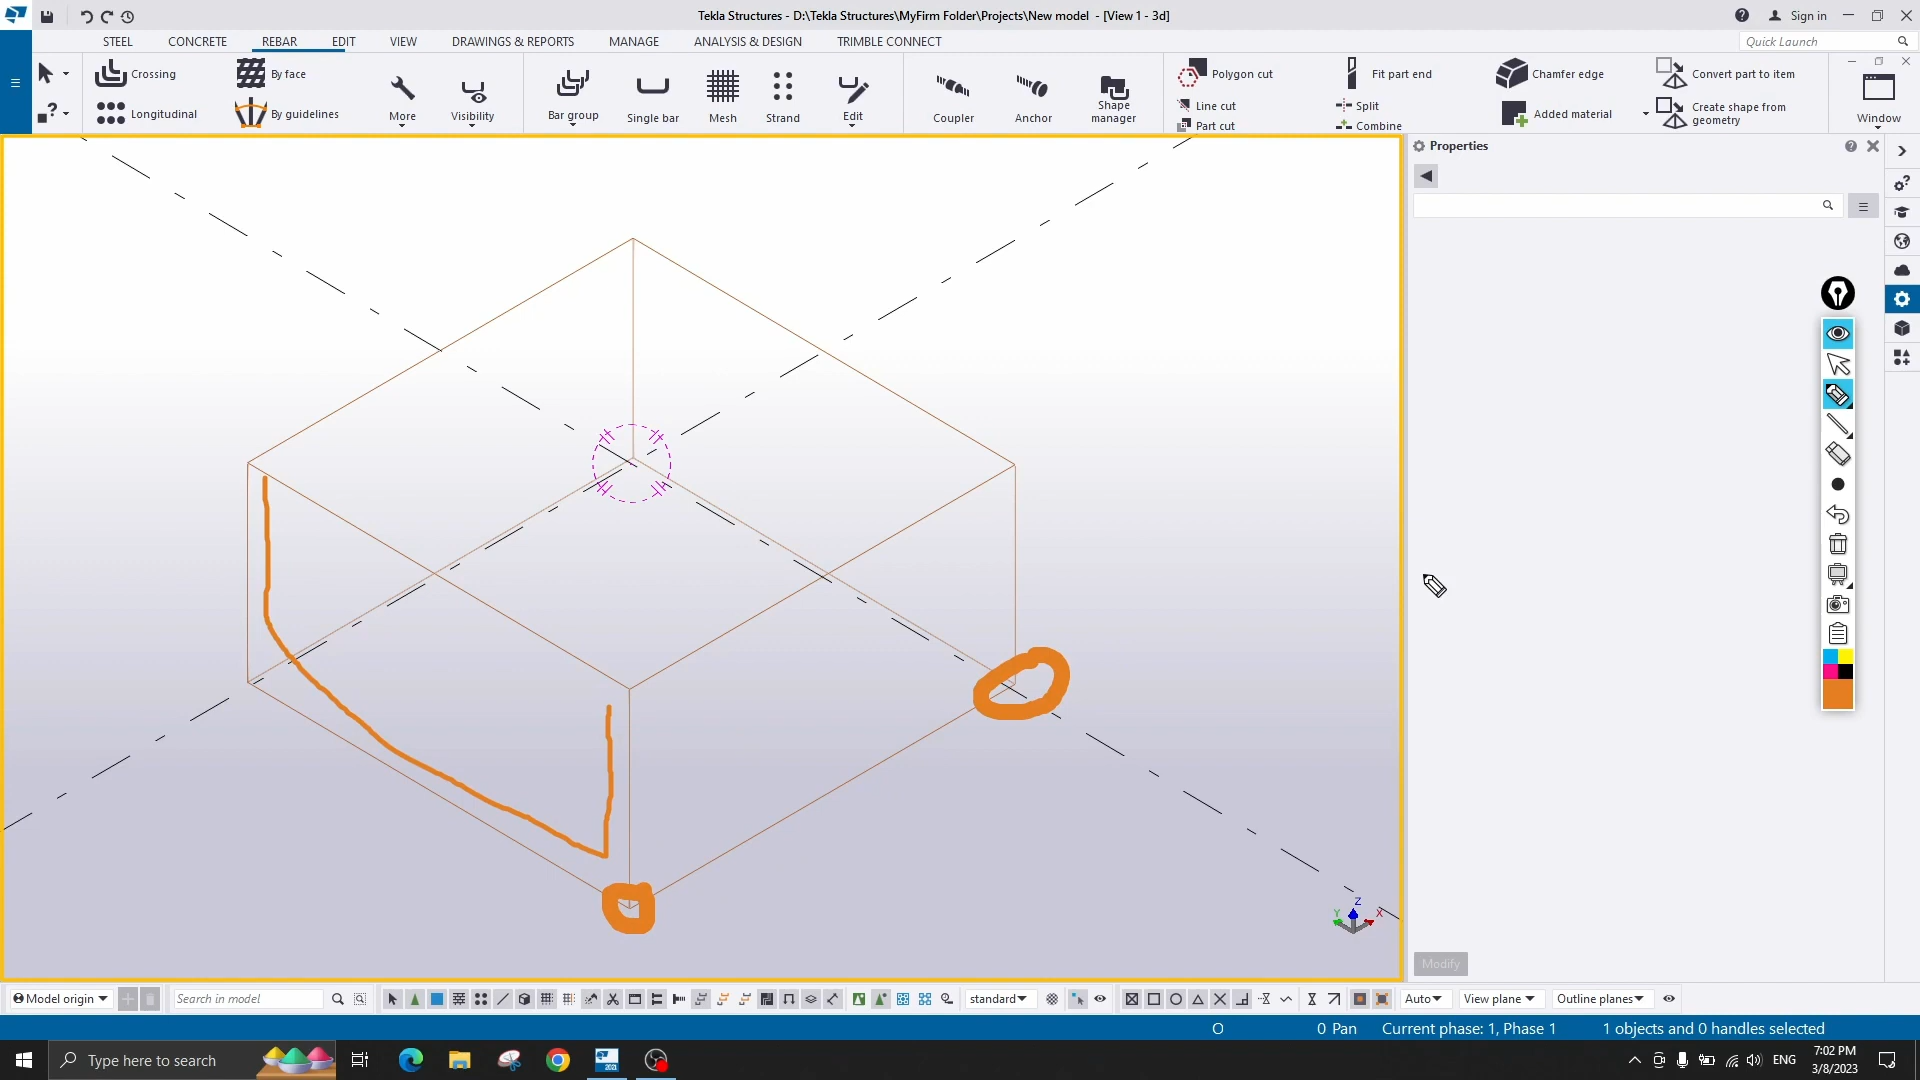 Tekla Structures - D:\Tekla Structures\MyFirm Folder\Projects\New model - [View 1 - 3d]
Sign in
STEEL CONCRETE REBAR EDIT VIEW DRAWINGS & REPORTS MANAGE ANALYSIS & DESIGN TRIMBLE CONNECT
Quick Launch
Crossing
Longitudinal
By face
By guidelines
More
Visibility
Bar group
Single bar
Mesh
Strand
Edit
Coupler
Anchor
Shape
manager
Polygon cut
Line cut
Part cut
Fit part end
Split
Combine
Chamfer edge
Added material
Convert part to item
Create shape from
geometry
Window
Properties
Z
Y
X
Modify
Model origin
Search in model
standard
Auto
View plane
Outline planes
O
0 Pan
Current phase: 1, Phase 1
1 objects and 0 handles selected
Type here to search
2021
ENG
7:02 PM
3/8/2023